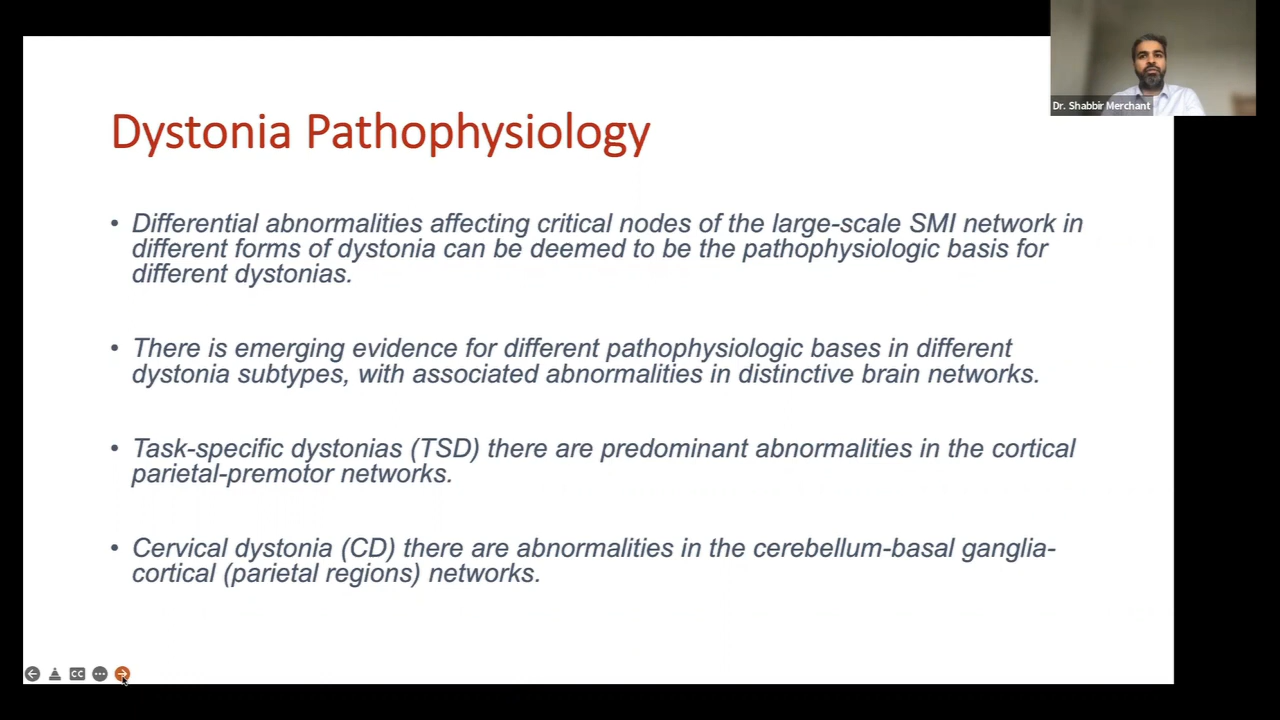 Dr. Shabbir Merchant
Dystonia Pathophysiology
• Differential abnormalities affecting critical nodes of the large-scale SMI network in
different forms of dystonia can be deemed to be the pathophysiologic basis for
different dystonias.
• There is emerging evidence for different pathophysiologic bases in different
dystonia subtypes, with associated abnormalities in distinctive brain networks.
• Task-specific dystonias (TSD) there are predominant abnormalities in the cortical
parietal-premotor networks.
• Cervical dystonia (CD) there are abnormalities in the cerebellum-basal ganglia-
cortical (parietal regions) networks.
CC